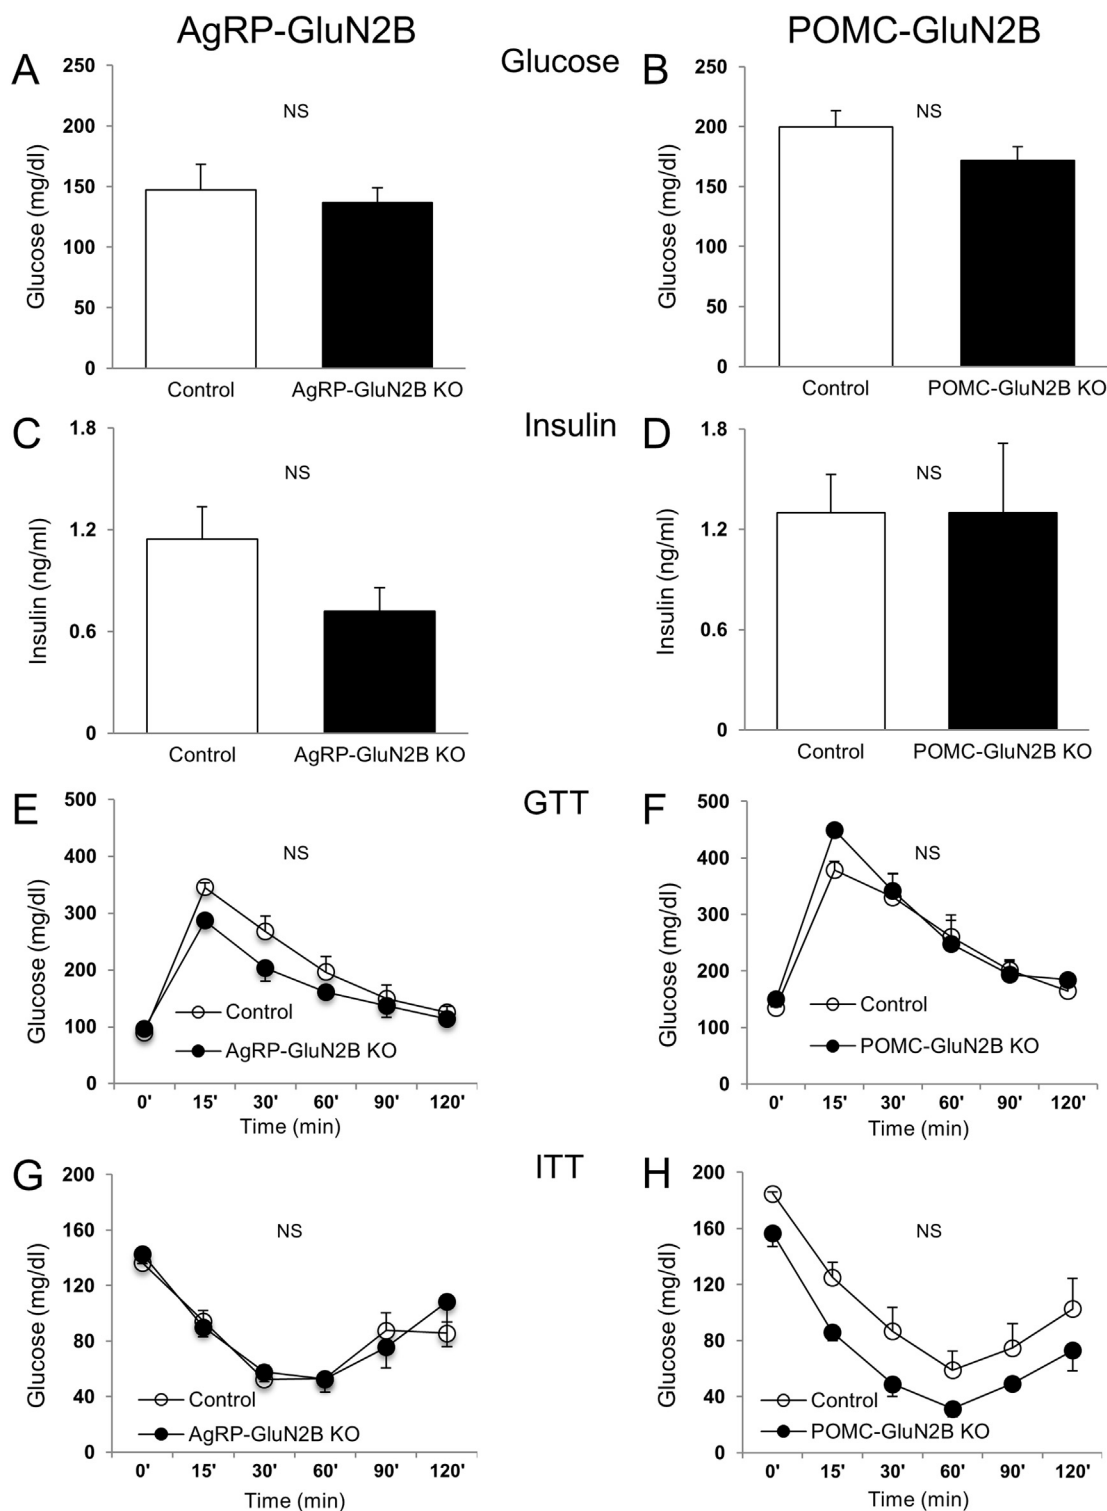 AgRP-GluN2B
POMC-GluN2B
A
Glucose
B
250
200
150
100
50
0
Glucose (mg/dl)
NS
Control
AgRP-GluN2B KO
250
200
150
100
50
0
Glucose (mg/dl)
NS
Control
POMC-GluN2B KO
C
Insulin
D
1.8
1.2
0.6
0
Insulin (ng/ml)
NS
Control
AgRP-GluN2B KO
1.8
1.2
0.6
0
Insulin (ng/ml)
NS
Control
POMC-GluN2B KO
E
GTT
F
500
400
300
200
100
0
Glucose (mg/dl)
NS
Control
AgRP-GluN2B KO
0' 15' 30' 60' 90' 120'
Time (min)
500
400
300
200
100
0
Glucose (mg/dl)
NS
Control
POMC-GluN2B KO
0' 15' 30' 60' 90' 120'
Time (min)
G
ITT
H
200
160
120
80
40
0
Glucose (mg/dl)
NS
Control
AgRP-GluN2B KO
0' 15' 30' 60' 90' 120'
Time (min)
200
160
120
80
40
0
Glucose (mg/dl)
NS
Control
POMC-GluN2B KO
0' 15' 30' 60' 90' 120'
Time (min)